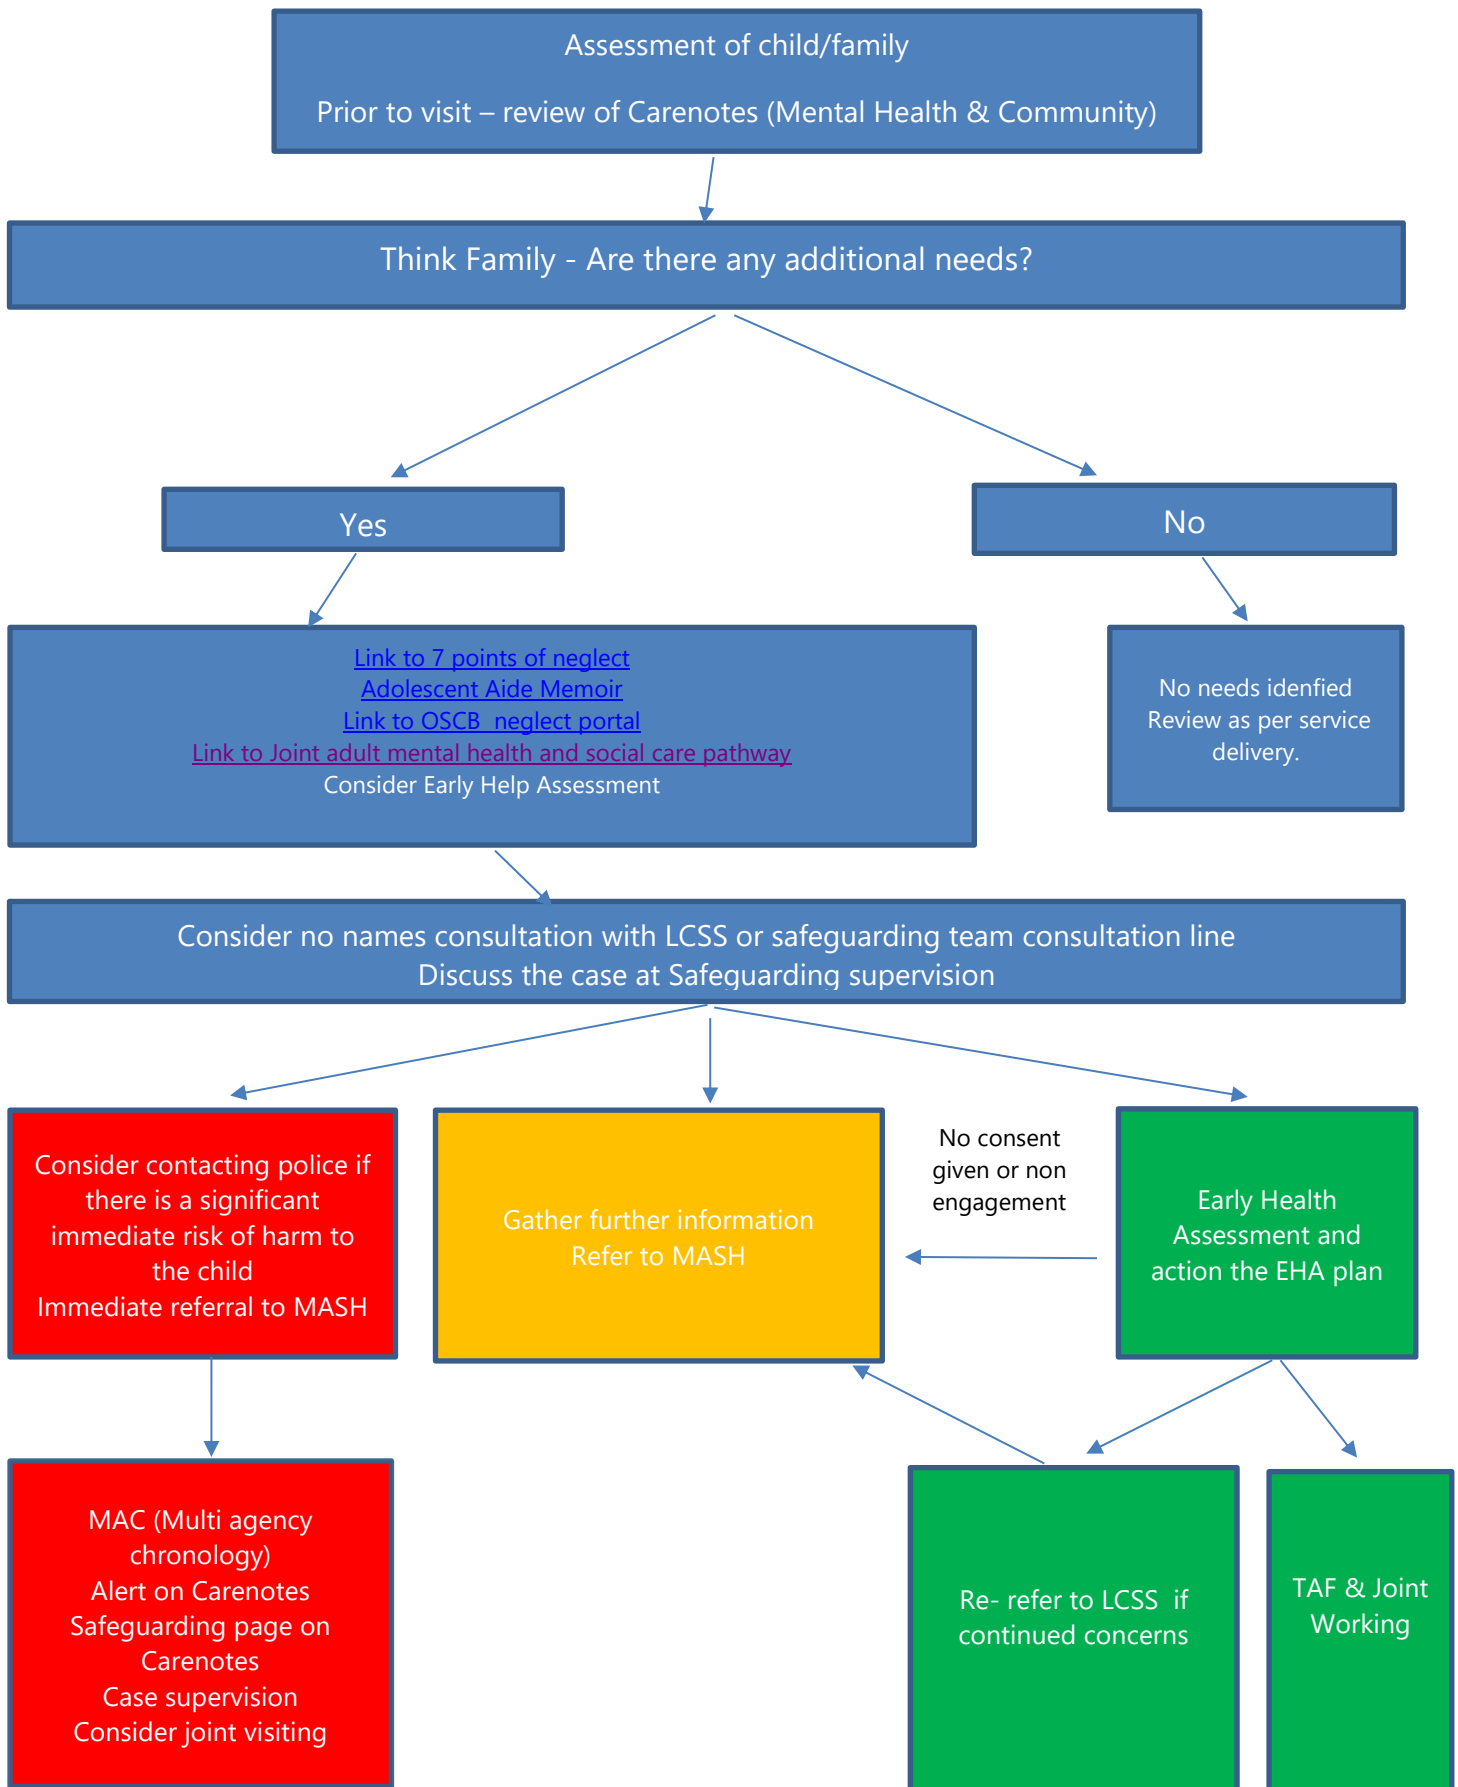 Assessment of child/family
Prior to visit – review of Carenotes (Mental Health & Community)
Think Family - Are there any additional needs?
Yes
No
Link to 7 points of neglect
Adolescent Aide Memoir
Link to OSCB  neglect portal
Link to Joint adult mental health and social care pathway
Consider Early Help Assessment
No needs idenfied
Review as per service
delivery.
Consider no names consultation with LCSS or safeguarding team consultation line
Discuss the case at Safeguarding supervision
Consider contacting police if
there is a significant
immediate risk of harm to
the child
Immediate referral to MASH
Gather further information
Refer to MASH
No consent
given or non
engagement
Early Health
Assessment and
action the EHA plan
MAC (Multi agency
chronology)
Alert on Carenotes
Safeguarding page on
Carenotes
Case supervision
Consider joint visiting
Re- refer to LCSS  if
continued concerns
TAF & Joint
Working